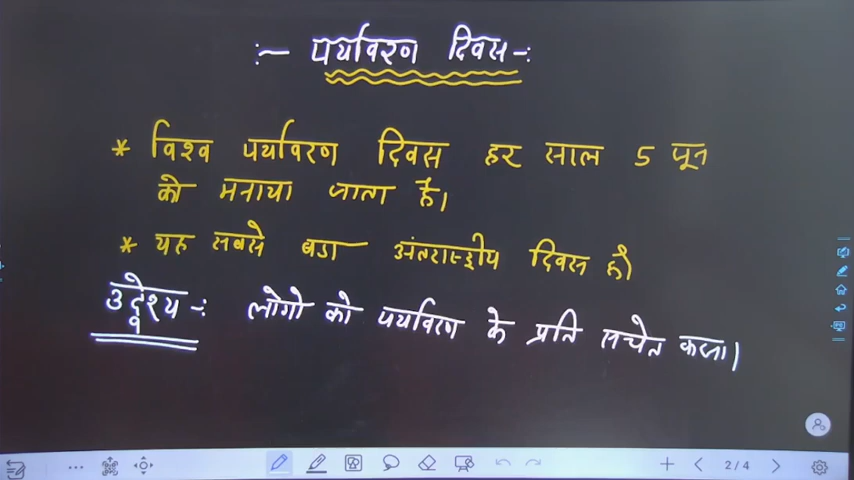 :- पर्यावरण दिवस -:
* विश्व पर्यावरण दिवस हर साल 5 जून
को मनाया जाता है।
* यह सबसे बडा अंतराष्ट्रीय दिवस है।
उद्देश्य -: लोगो को पर्यावरण के प्रति सचेत करना।
2/4